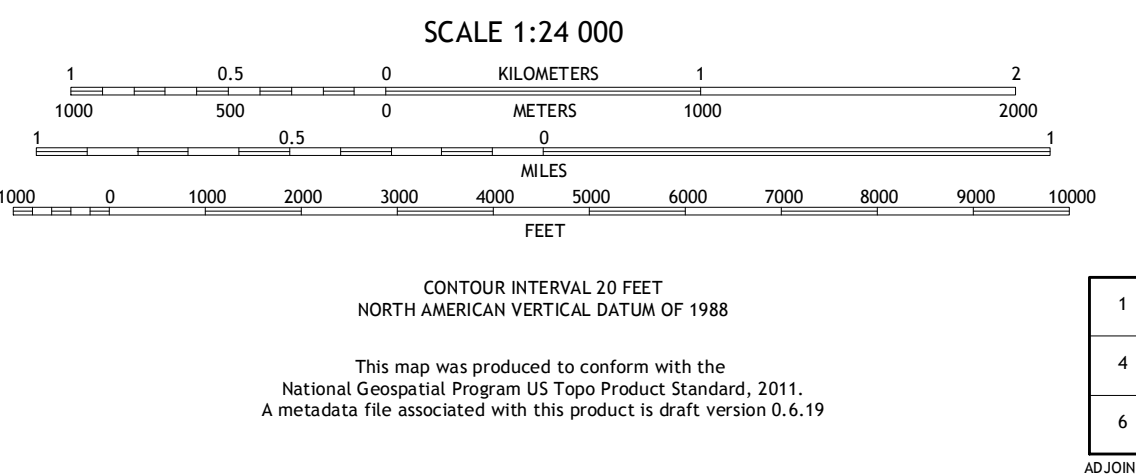 SCALE 1:24 000
1 0.5 0 KILOMETERS 1 2
1000 500 0 METERS 1000 2000
1 0.5 0 1
MILES
1000 0 1000 2000 3000 4000 5000 6000 7000 8000 9000 10000
FEET
CONTOUR INTERVAL 20 FEET
NORTH AMERICAN VERTICAL DATUM OF 1988
This map was produced to conform with the
National Geospatial Program US Topo Product Standard, 2011.
A metadata file associated with this product is draft version 0.6.19
1
4
6
ADJOIN